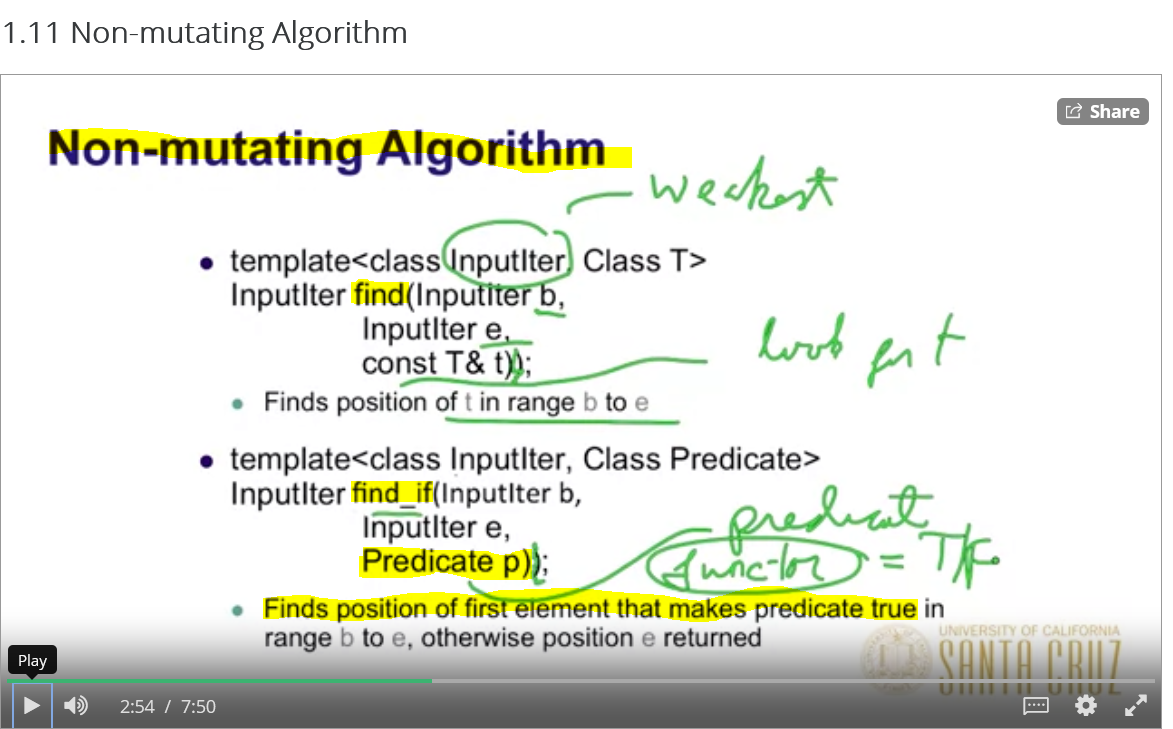 1.11 Non-mutating Algorithm
Share
Non-mutating Algorithm
weakest
template<class InputIter, Class T>
InputIter find(InputIter b,
InputIter e,
const T& t));
look for t
Finds position of t in range b to e
template<class InputIter, Class Predicate>
InputIter find_if(InputIter b,
InputIter e,
predicat
Predicate p));
functor = T/F.
Finds position of first element that makes predicate true in
range b to e, otherwise position e returned
UNIVERSITY OF CALIFORNIA
SANTA CRUZ
Play
2:54 / 7:50